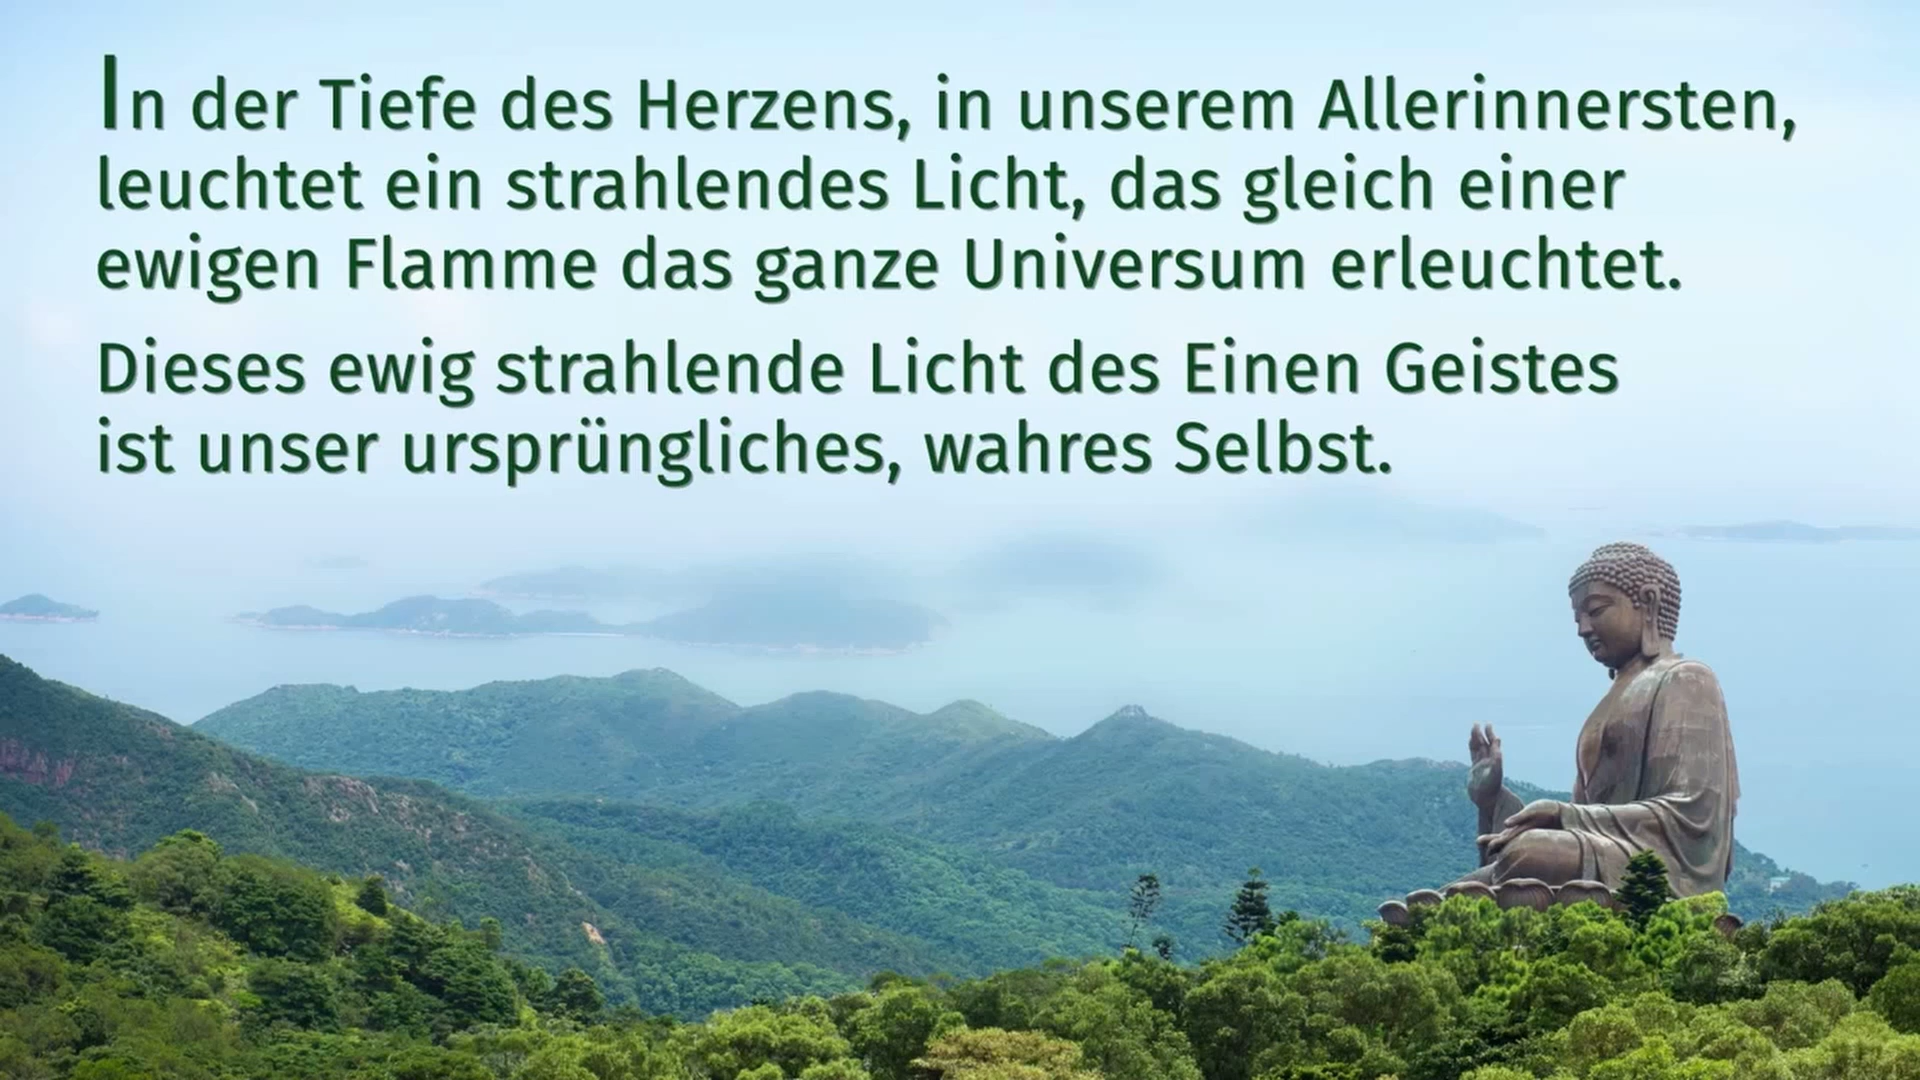 In der Tiefe des Herzens, in unserem Allerinnersten,
leuchtet ein strahlendes Licht, das gleich einer
ewigen Flamme das ganze Universum erleuchtet.
Dieses ewig strahlende Licht des Einen Geistes
ist unser ursprüngliches, wahres Selbst.